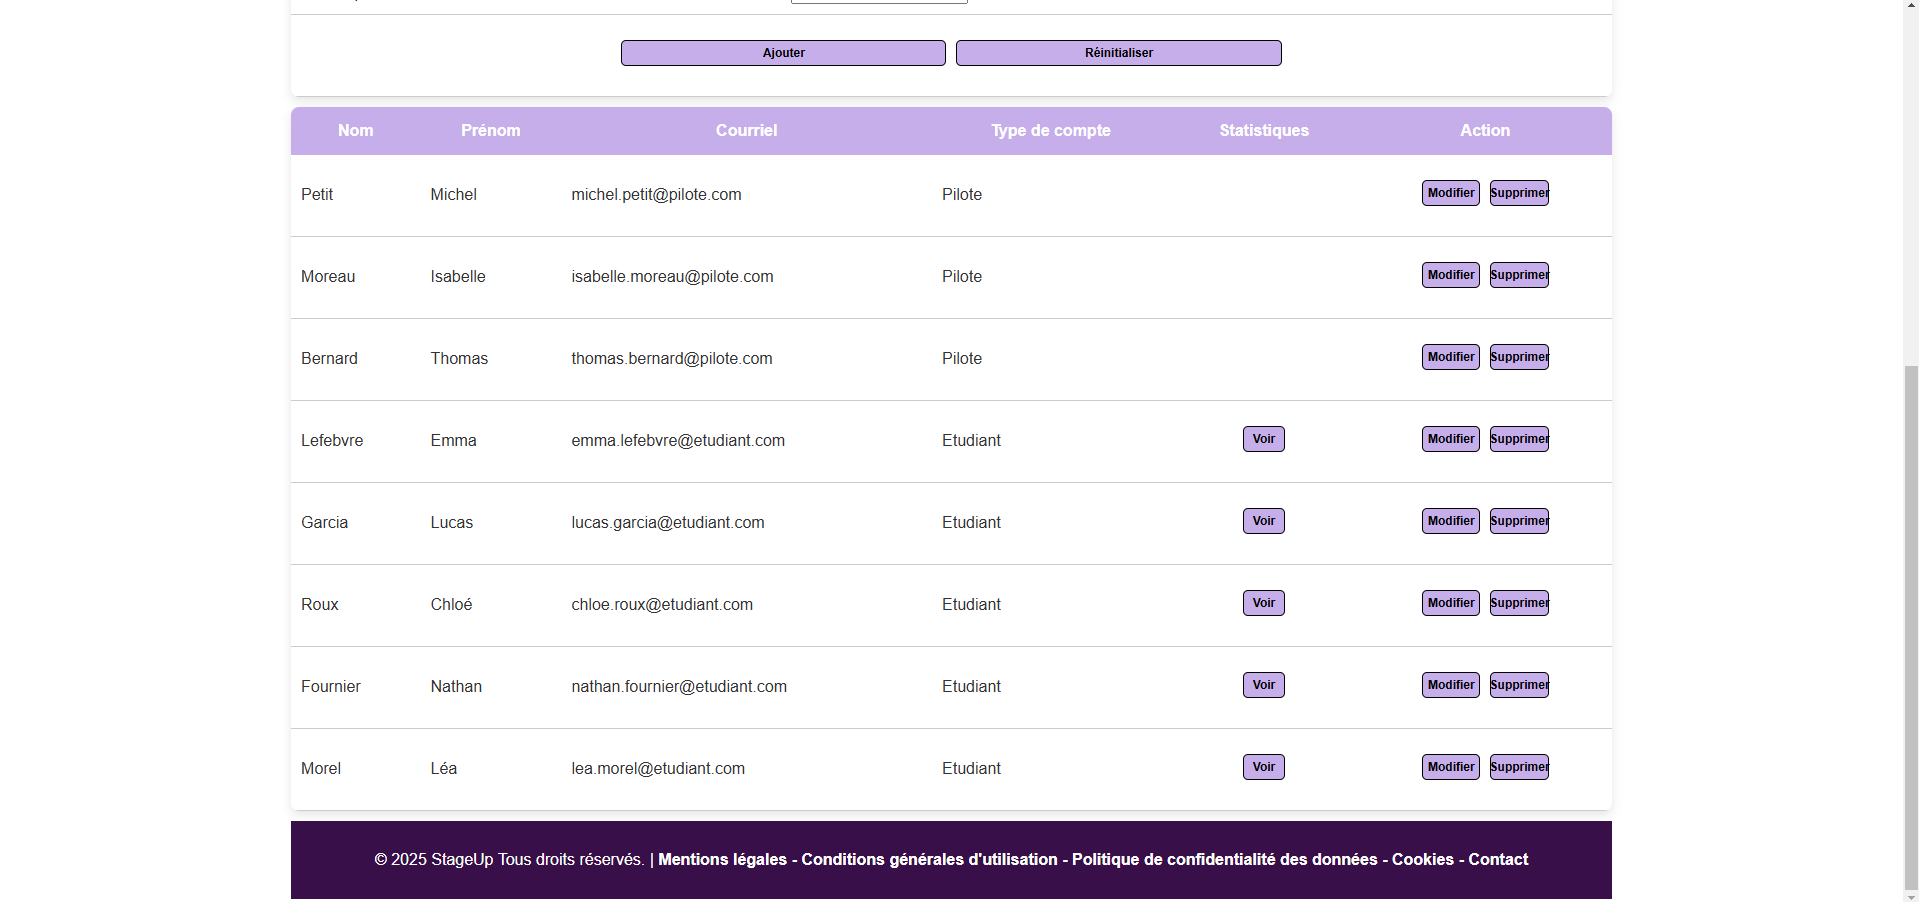 Ajouter Réinitialiser
Nom Prénom Courriel Type de compte Statistiques Action
Petit Michel michel.petit@pilote.com Pilote Modifier Supprimer
Moreau Isabelle isabelle.moreau@pilote.com Pilote Modifier Supprimer
Bernard Thomas thomas.bernard@pilote.com Pilote Modifier Supprimer
Lefebvre Emma emma.lefebvre@etudiant.com Etudiant Voir Modifier Supprimer
Garcia Lucas lucas.garcia@etudiant.com Etudiant Voir Modifier Supprimer
Roux Chloé chloe.roux@etudiant.com Etudiant Voir Modifier Supprimer
Fournier Nathan nathan.fournier@etudiant.com Etudiant Voir Modifier Supprimer
Morel Léa lea.morel@etudiant.com Etudiant Voir Modifier Supprimer
© 2025 StageUp Tous droits réservés. | Mentions légales - Conditions générales d'utilisation - Politique de confidentialité des données - Cookies - Contact